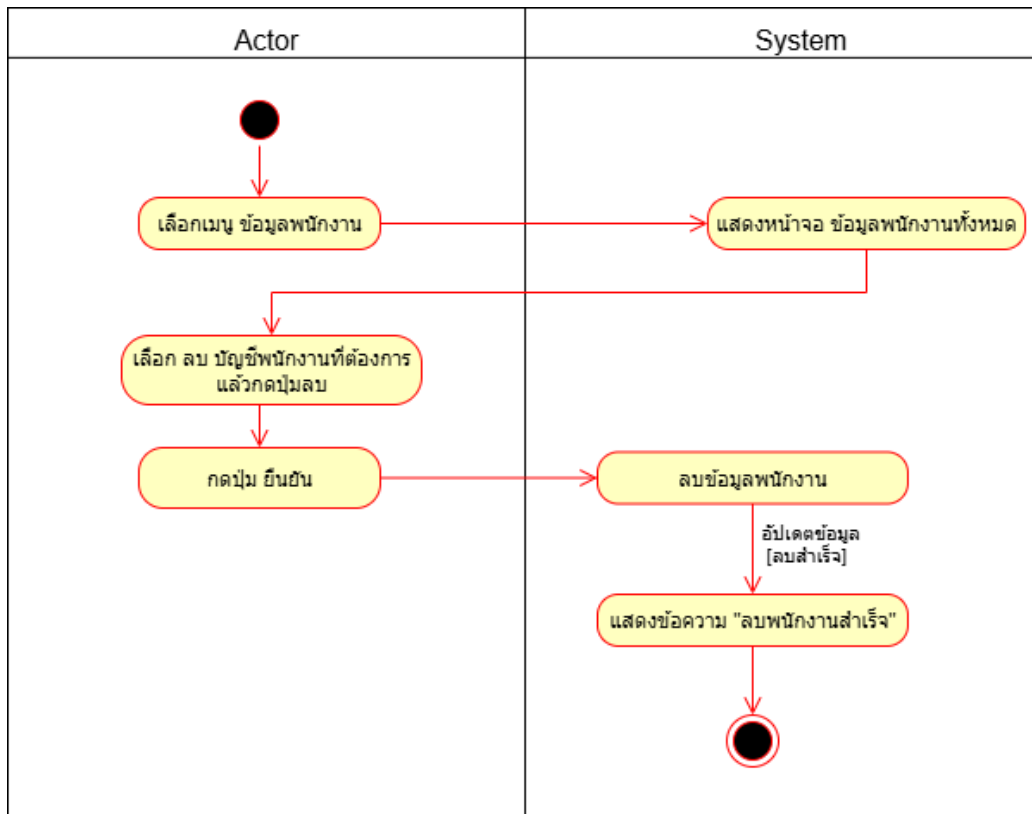 Actor
System
เลือกเมนู ข้อมูลพนักงาน
แสดงหน้าจอ ข้อมูลพนักงานทั้งหมด
เลือก ลบ บัญชีพนักงานที่ต้องการ
แล้วกดปุ่มลบ
กดปุ่ม ยืนยัน
ลบข้อมูลพนักงาน
อัปเดตข้อมูล
[ลบสำเร็จ]
แสดงข้อความ "ลบพนักงานสำเร็จ"